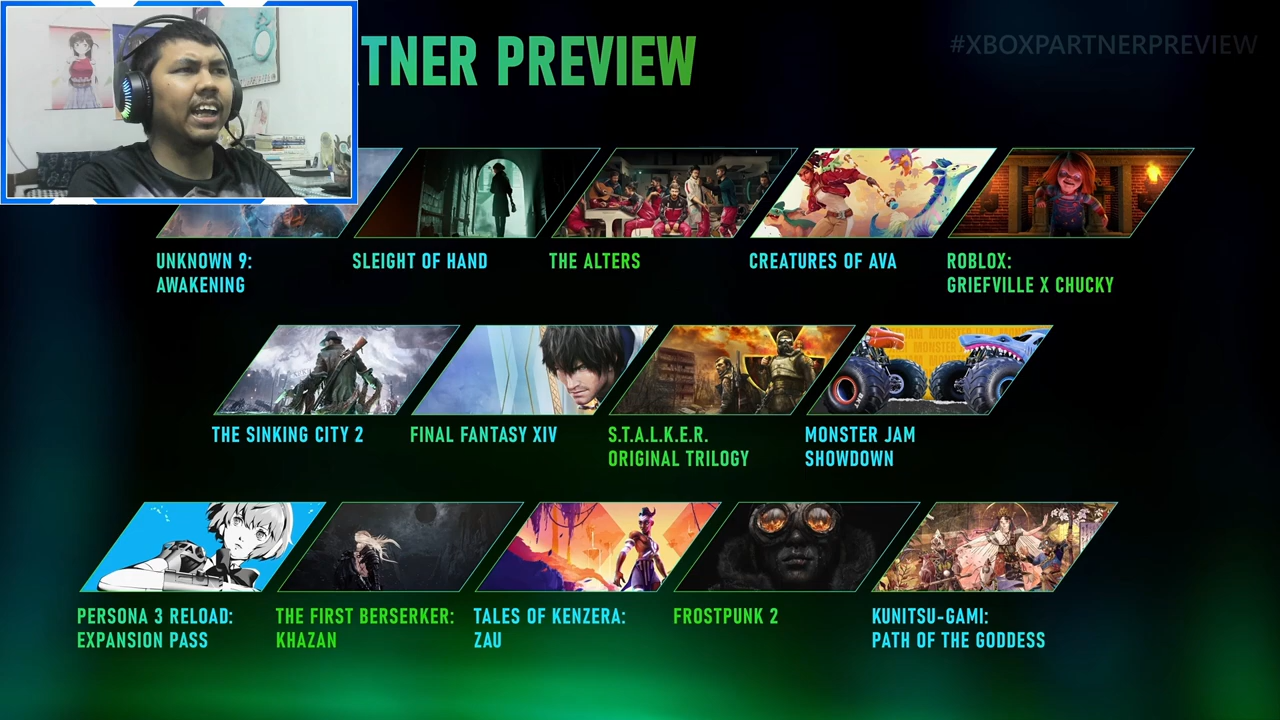 TNER PREVIEW
#XBOXPARTNERPREVIEW
UNKNOWN 9:
AWAKENING
SLEIGHT OF HAND
THE ALTERS
CREATURES OF AVA
ROBLOX:
GRIEFVILLE X CHUCKY
THE SINKING CITY 2
FINAL FANTASY XIV
S.T.A.L.K.E.R.
ORIGINAL TRILOGY
MONSTER JAM
SHOWDOWN
PERSONA 3 RELOAD:
EXPANSION PASS
THE FIRST BERSERKER:
KHAZAN
TALES OF KENZERA:
ZAU
FROSTPUNK 2
KUNITSU-GAMI:
PATH OF THE GODDESS